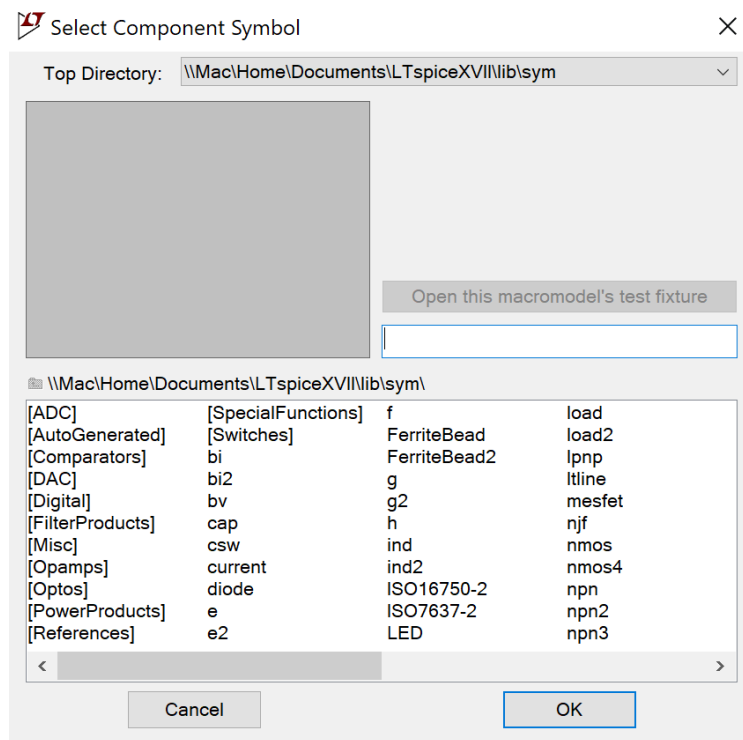 LT
Select Component Symbol
Top Directory:
\\Mac\Home\Documents\LTspiceXVII\lib\sym
Open this macromodel's test fixture
\\Mac\Home\Documents\LTspiceXVII\lib\sym\
[ADC] [SpecialFunctions] f load
[AutoGenerated] [Switches] FerriteBead load2
[Comparators] bi FerriteBead2 lpnp
[DAC] bi2 g ltline
[Digital] bv g2 mesfet
[FilterProducts] cap h njf
[Misc] csw ind nmos
[Opamps] current ind2 nmos4
[Optos] diode ISO16750-2 npn
[PowerProducts] e ISO7637-2 npn2
[References] e2 LED npn3
Cancel OK